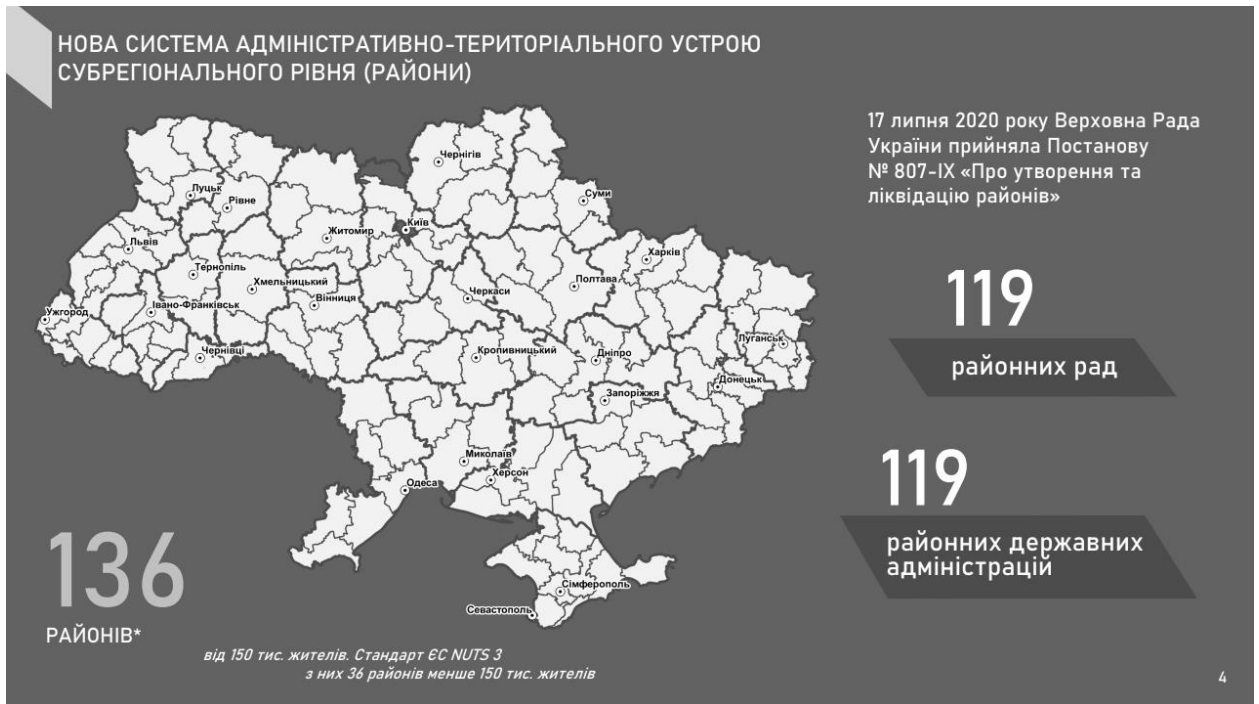 НОВА СИСТЕМА АДМІНІСТРАТИВНО-ТЕРИТОРІАЛЬНОГО УСТРОЮ
СУБРЕГІОНАЛЬНОГО РІВНЯ (РАЙОНИ)
17 липня 2020 року Верховна Рада
України прийняла Постанову
№ 807-IX «Про утворення та
ліквідацію районів»
Чернігів
Луцьк
Рівне
Суми
Київ
Житомир
Львів
Харків
Тернопіль
Хмельницький
Полтава
Вінниця
Черкаси
Івано-Франківськ
Ужгород
Луганськ
Чернівці
Кропивницький
Дніпро
Донецьк
Запоріжжя
Миколаїв
Херсон
Одеса
Сімферополь
Севастополь
119
районних рад
119
районних державних
адміністрацій
136
РАЙОНІВ*
від 150 тис. жителів. Стандарт ЄС NUTS 3
з них 36 районів менше 150 тис. жителів
4